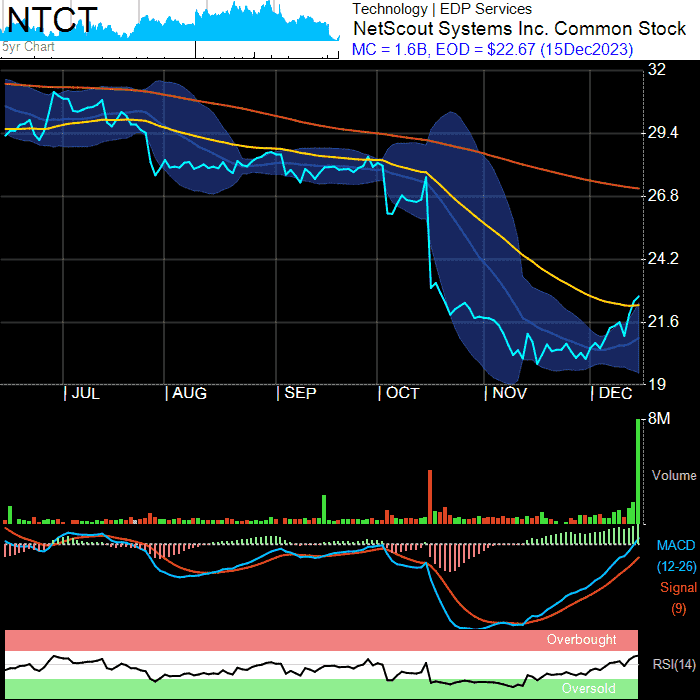 NTCT
Technology | EDP Services
NetScout Systems Inc. Common Stock
5yr Chart
MC = 1.6B, EOD = $22.67 (15Dec2023)
32
29.4
26.8
24.2
21.6
19
| JUL | AUG | SEP | OCT | NOV | DEC
8M
Volume
MACD
(12-26)
Signal
(9)
Overbought
RSI(14)
Oversold